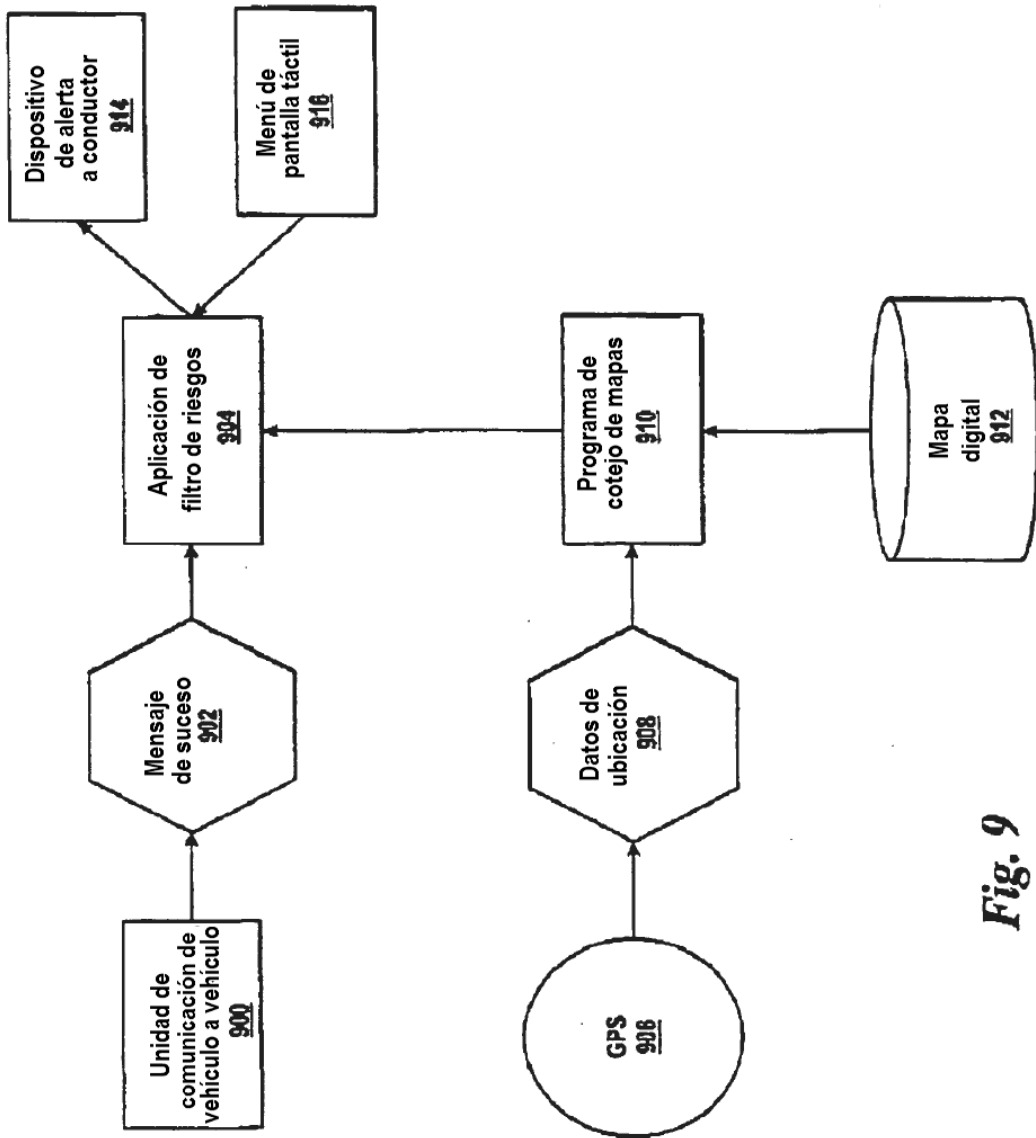 Unidad de
comunicación de
vehículo a vehículo
900
Mensaje
de suceso
902
Aplicación de
filtro de riesgos
904
Dispositivo
de alerta
a conductor
914
Menú de
pantalla táctil
916
GPS
906
Datos de
ubicación
908
Programa de
cotejo de mapas
910
Mapa
digital
912
Fig. 9